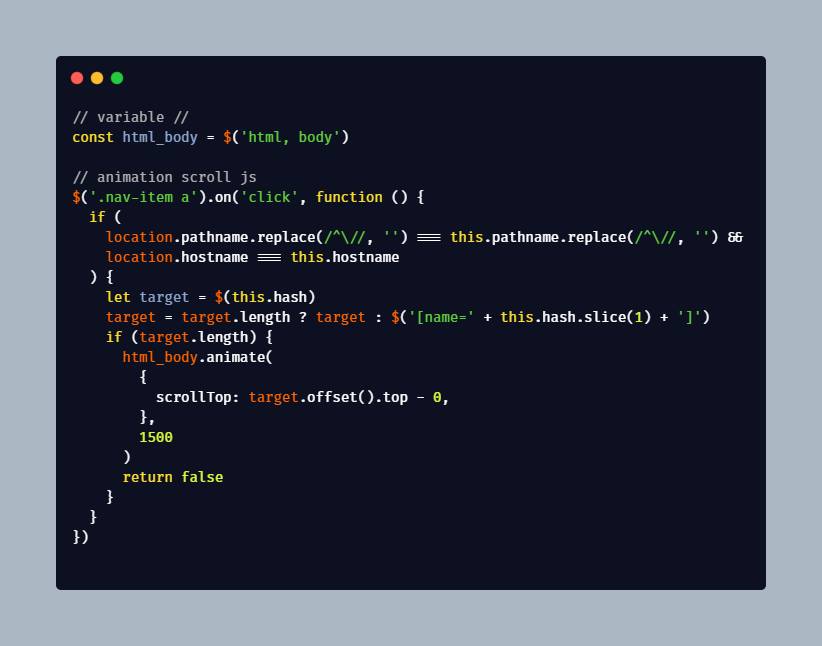 // variable //
const html_body = $('html, body')

// animation scroll js
$('.nav-item a').on('click', function () {
  if (
    location.pathname.replace(/^\//, '') === this.pathname.replace(/^\//, '') &&
    location.hostname === this.hostname
  ) {
    let target = $(this.hash)
    target = target.length ? target : $('[name=' + this.hash.slice(1) + ']')
    if (target.length) {
      html_body.animate(
        {
          scrollTop: target.offset().top - 0,
        },
        1500
      )
      return false
    }
  }
})